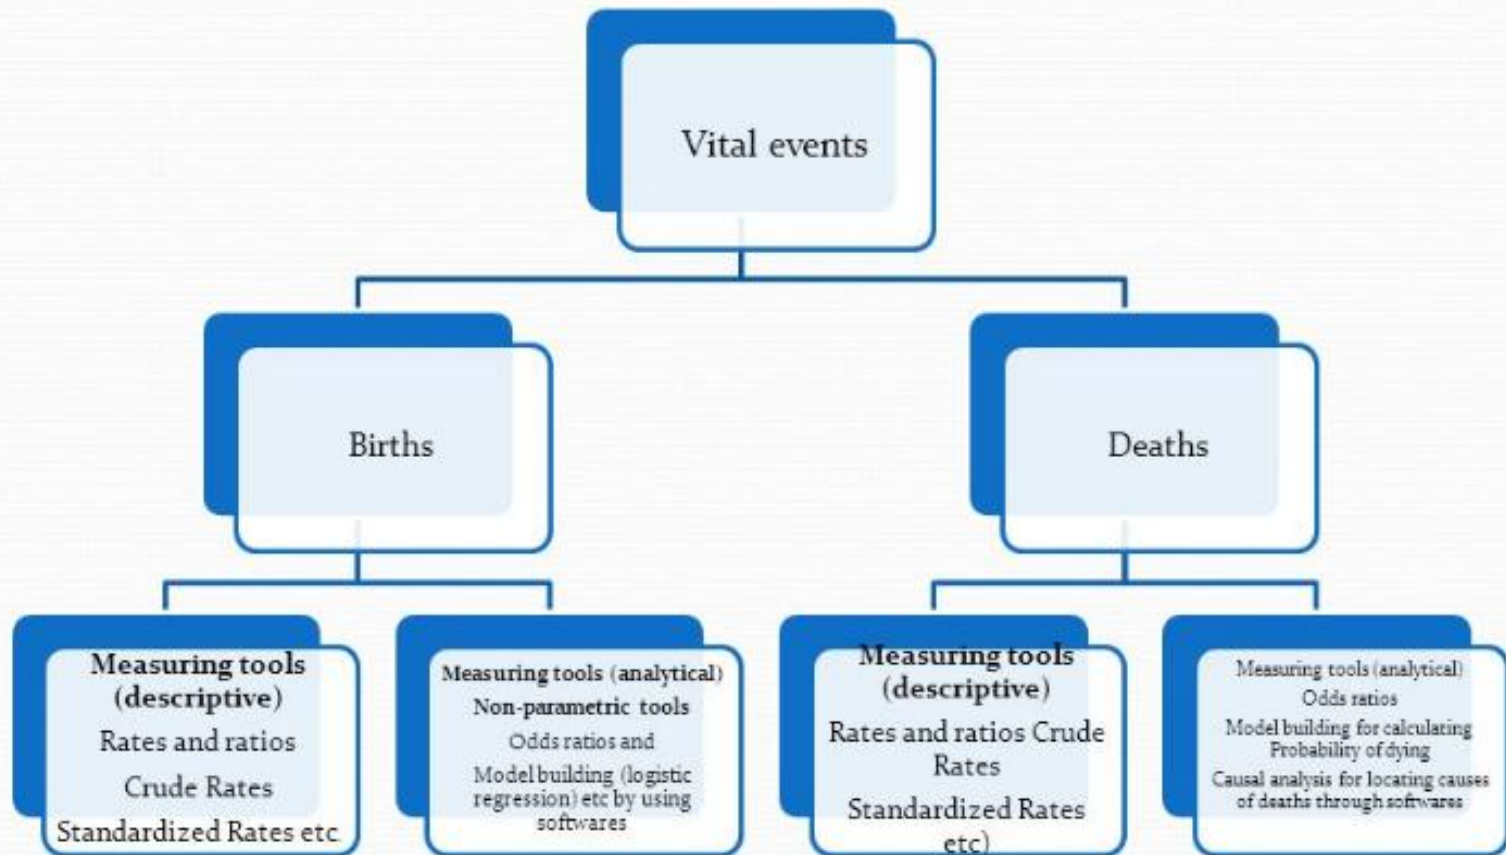 Vital events
Births
Deaths
Measuring tools
(descriptive)
Rates and ratios
Crude Rates
Standardized Rates etc.
Measuring tools (analytical)
Non-parametric tools
Odds ratios and
Model building (logistic
regression) etc by using
softwares
Measuring tools
(descriptive)
Rates and ratios Crude
Rates
Standardized Rates
etc)
Measuring tools (analytical)
Odds ratios
Model building for calculating
Probability of dying
Causal analysis for locating causes
of deaths through softwares